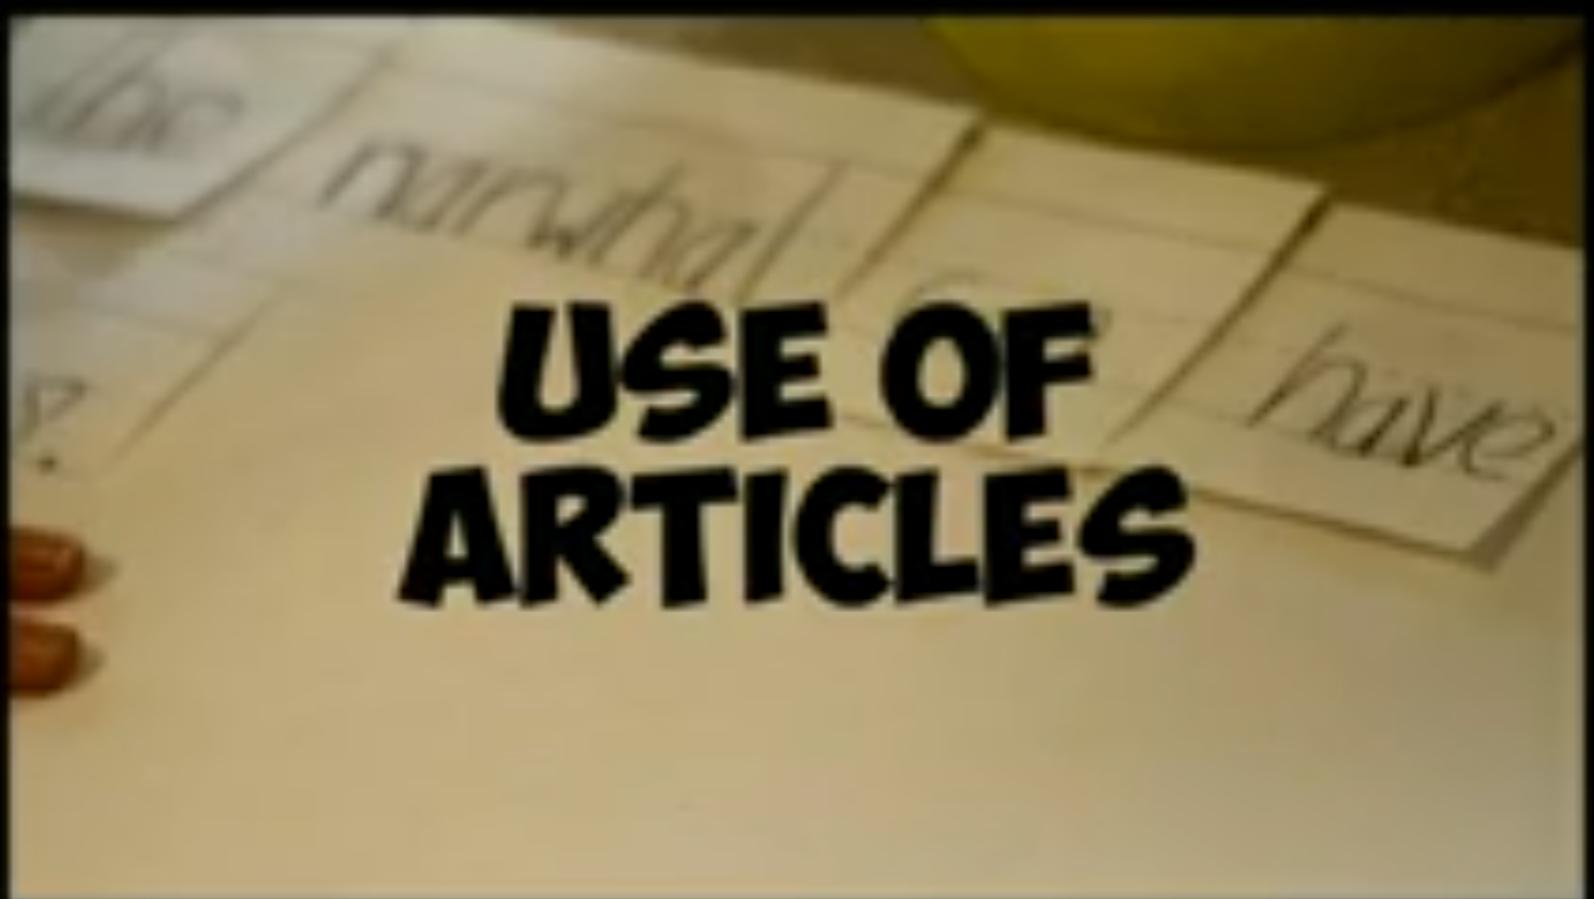 the narwhal have
USE OF
ARTICLES